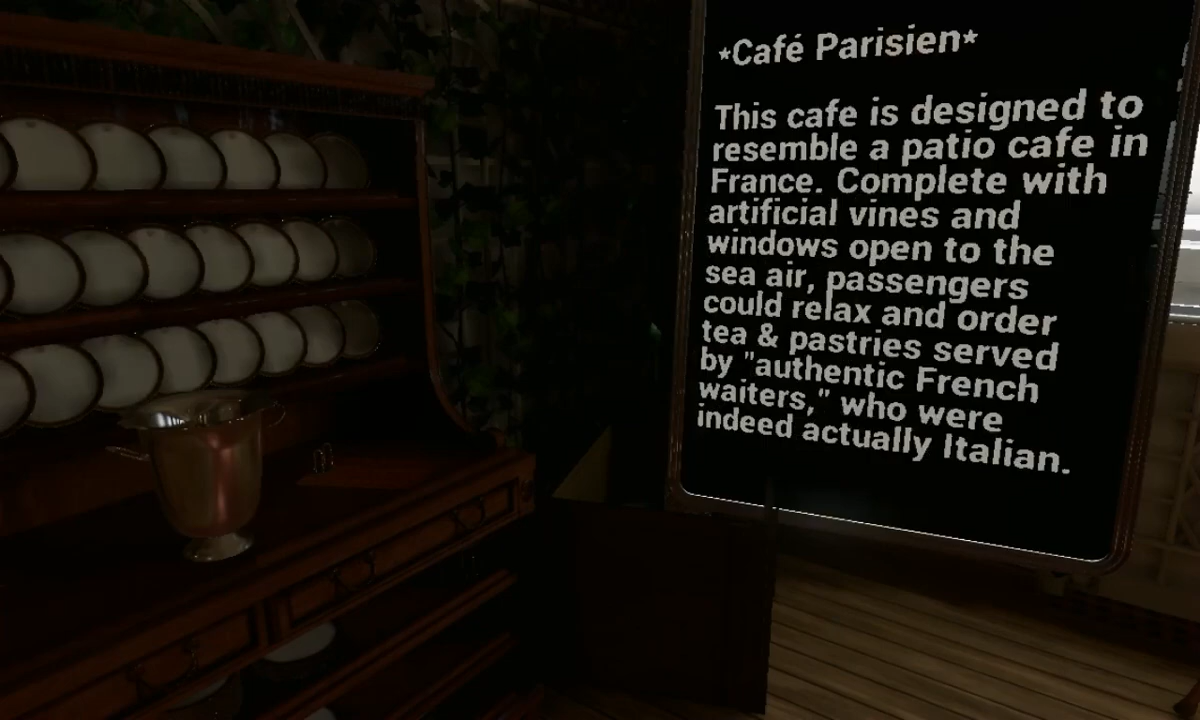 *Café Parisien*
This cafe is designed to
resemble a patio cafe in
France. Complete with
artificial vines and
windows open to the
sea air, passengers
could relax and order
tea & pastries served
by "authentic French
waiters," who were
indeed actually Italian.